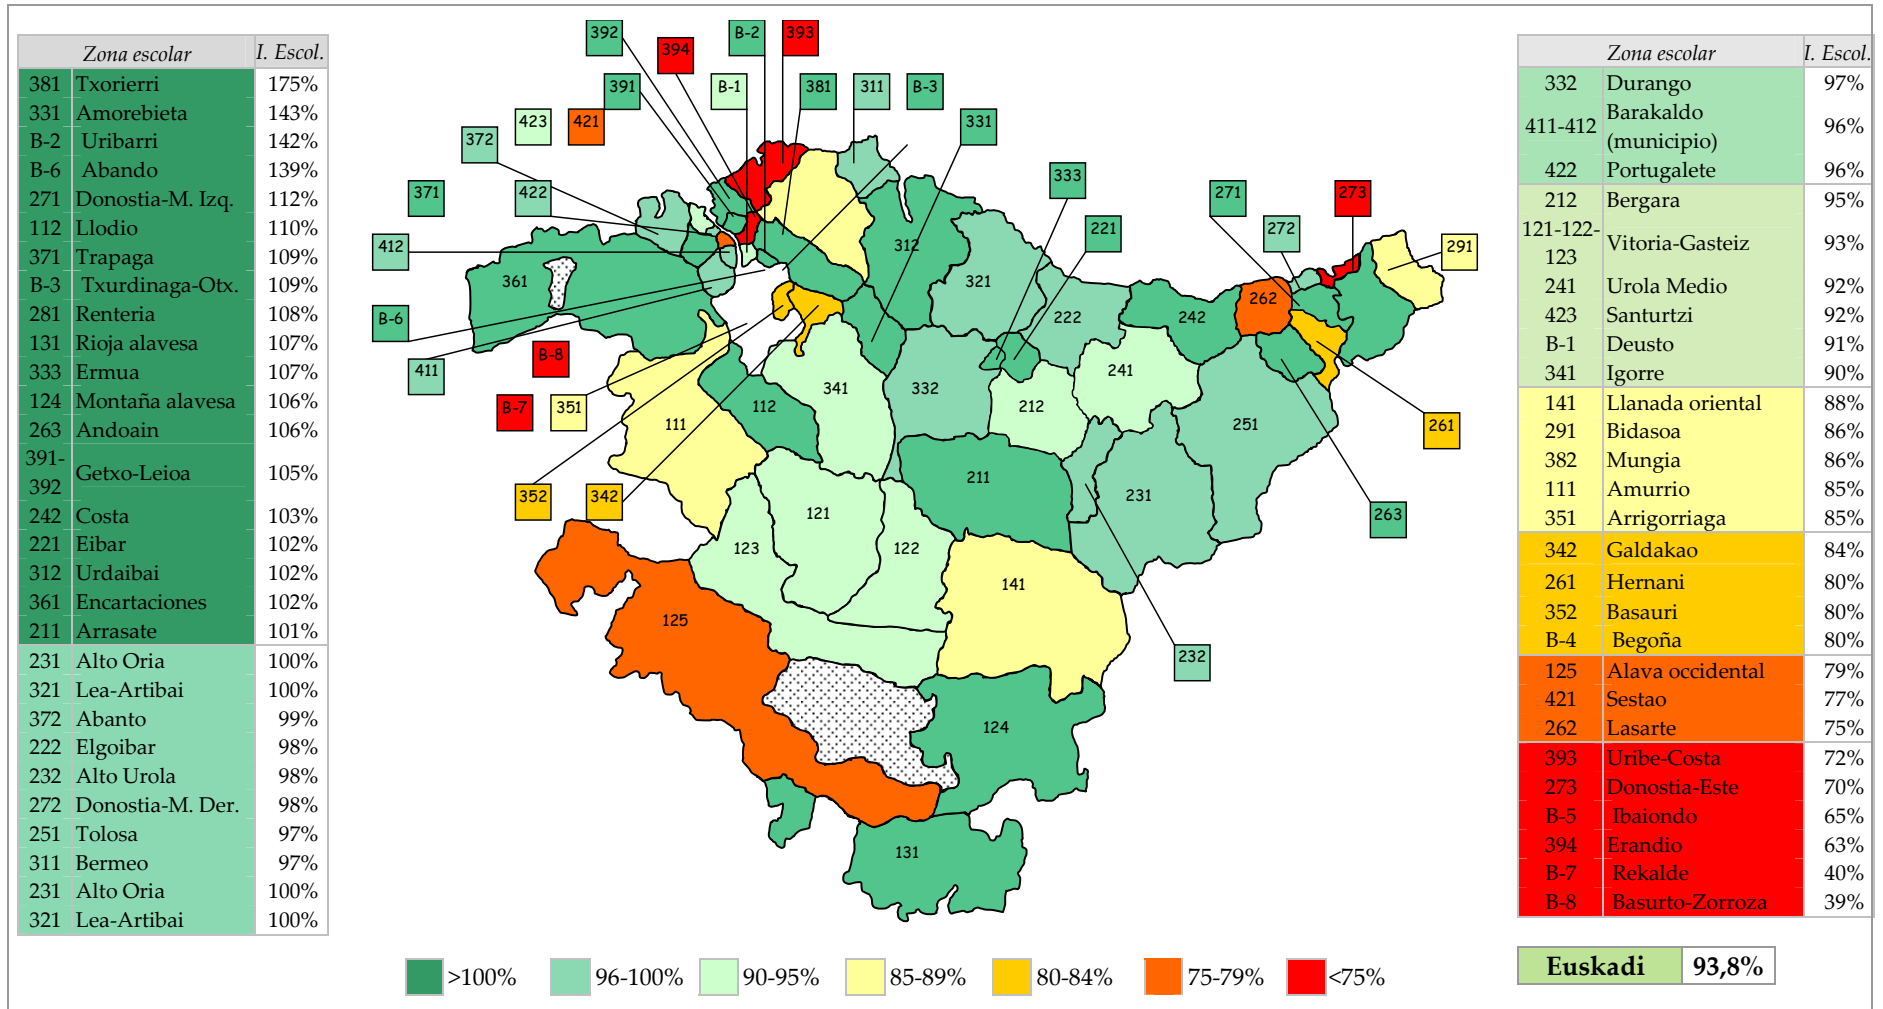 Zona escolar I. Escol.
381 Txorierri 175%
331 Amorebieta 143%
B-2 Uribarri 142%
B-6 Abando 139%
271 Donostia-M. Izq. 112%
112 Llodio 110%
371 Trapaga 109%
B-3 Txurdinaga-Otx. 109%
281 Renteria 108%
131 Rioja alavesa 107%
333 Ermua 107%
124 Montaña alavesa 106%
263 Andoain 106%
391-
392 Getxo-Leioa 105%
242 Costa 103%
221 Eibar 102%
312 Urdaibai 102%
361 Encartaciones 102%
211 Arrasate 101%
231 Alto Oria 100%
321 Lea-Artibai 100%
372 Abanto 99%
222 Elgoibar 98%
232 Alto Urola 98%
272 Donostia-M. Der. 98%
251 Tolosa 97%
311 Bermeo 97%
231 Alto Oria 100%
321 Lea-Artibai 100%
392
394
B-2
393
391
B-1
381
311
B-3
423
421
331
372
371
422
333
271
273
412
221
272
291
312
361
321
262
B-6
222
242
411
B-8
B-7
351
341
332
241
212
112
111
251
261
352
342
211
231
263
121
123
122
141
125
232
124
131
Zona escolar I. Escol.
332 Durango 97%
411-412 Barakaldo
(municipio) 96%
422 Portugalete 96%
212 Bergara 95%
121-122-
123 Vitoria-Gasteiz 93%
241 Urola Medio 92%
423 Santurtzi 92%
B-1 Deusto 91%
341 Igorre 90%
141 Llanada oriental 88%
291 Bidasoa 86%
382 Mungia 86%
111 Amurrio 85%
351 Arrigorriaga 85%
342 Galdakao 84%
261 Hernani 80%
352 Basauri 80%
B-4 Begoña 80%
125 Alava occidental 79%
421 Sestao 77%
262 Lasarte 75%
393 Uribe-Costa 72%
273 Donostia-Este 70%
B-5 Ibaiondo 65%
394 Erandio 63%
B-7 Rekalde 40%
B-8 Basurto-Zorroza 39%
Euskadi 93,8%
>100% 96-100% 90-95% 85-89% 80-84% 75-79% <75%